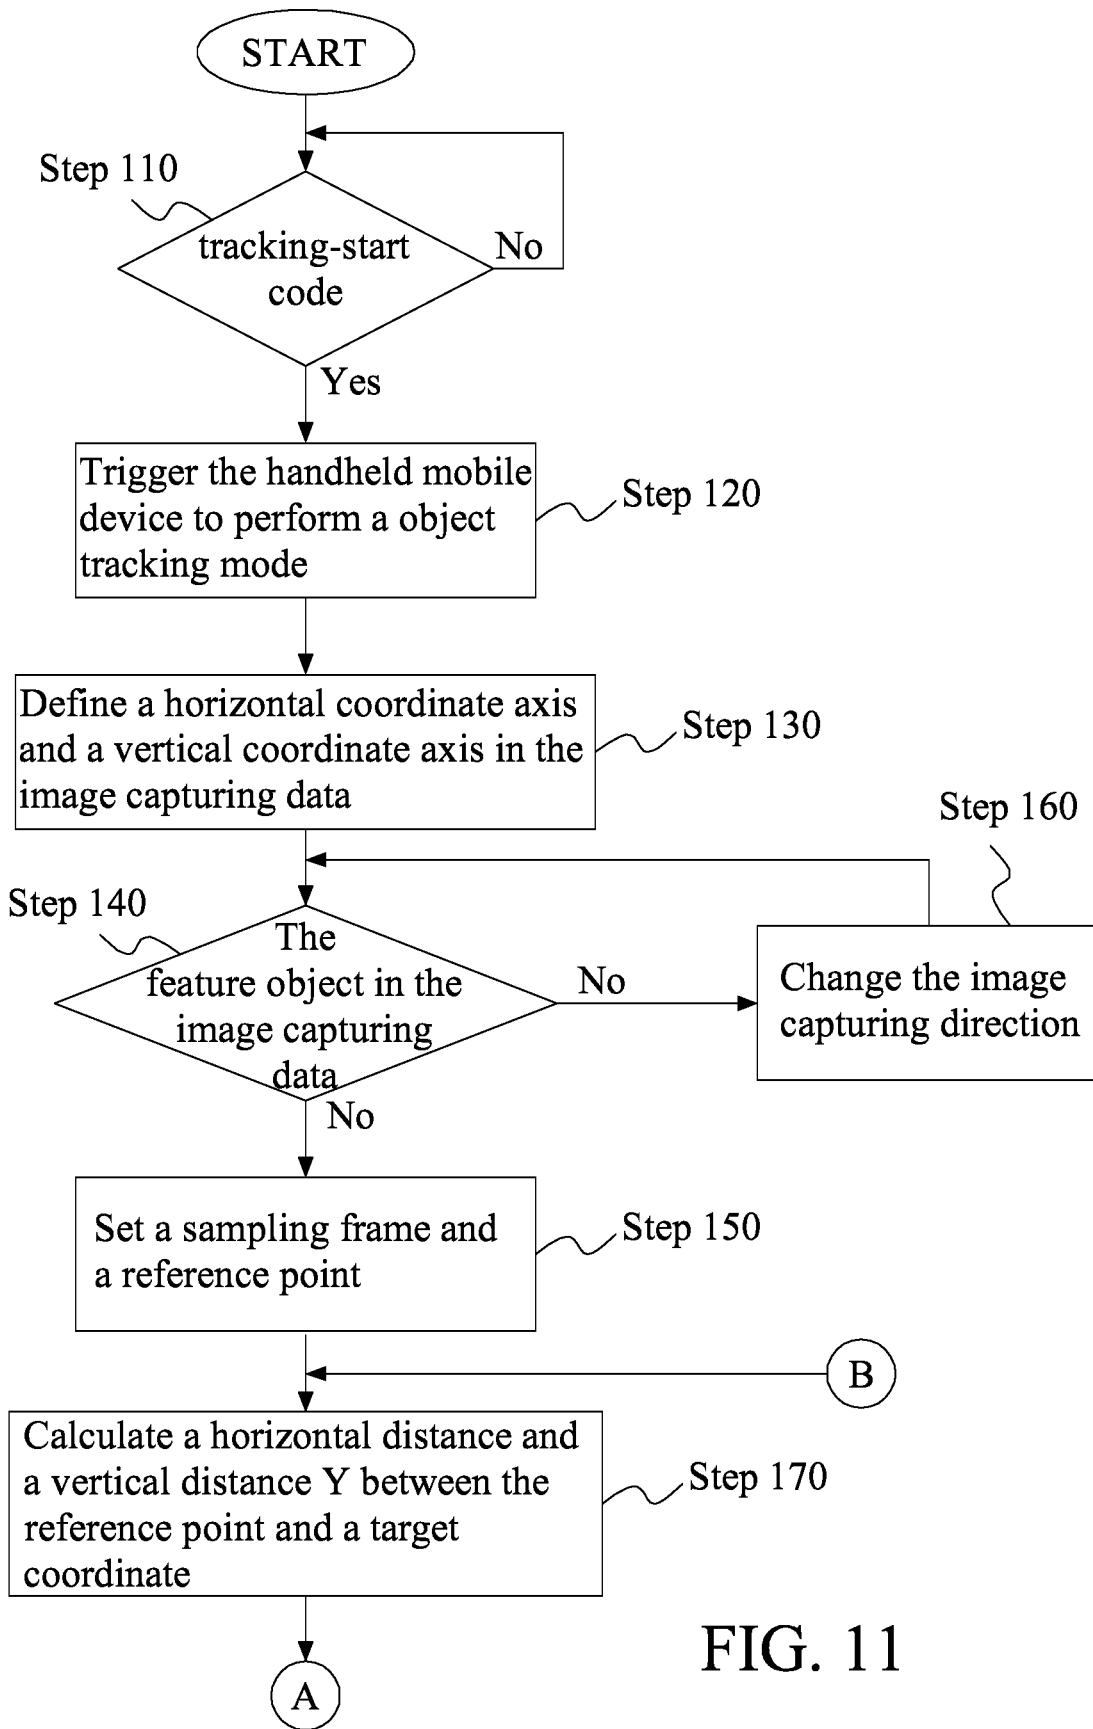 START
Step 110
tracking-start
code
No
Yes
Trigger the handheld mobile
device to perform a object
tracking mode
Step 120
Define a horizontal coordinate axis
and a vertical coordinate axis in the
image capturing data
Step 130
Step 160
Step 140
The
feature object in the
image capturing
data
No
Change the image
capturing direction
No
Set a sampling frame and
a reference point
Step 150
B
Calculate a horizontal distance and
a vertical distance Y between the
reference point and a target
coordinate
Step 170
A
FIG. 11